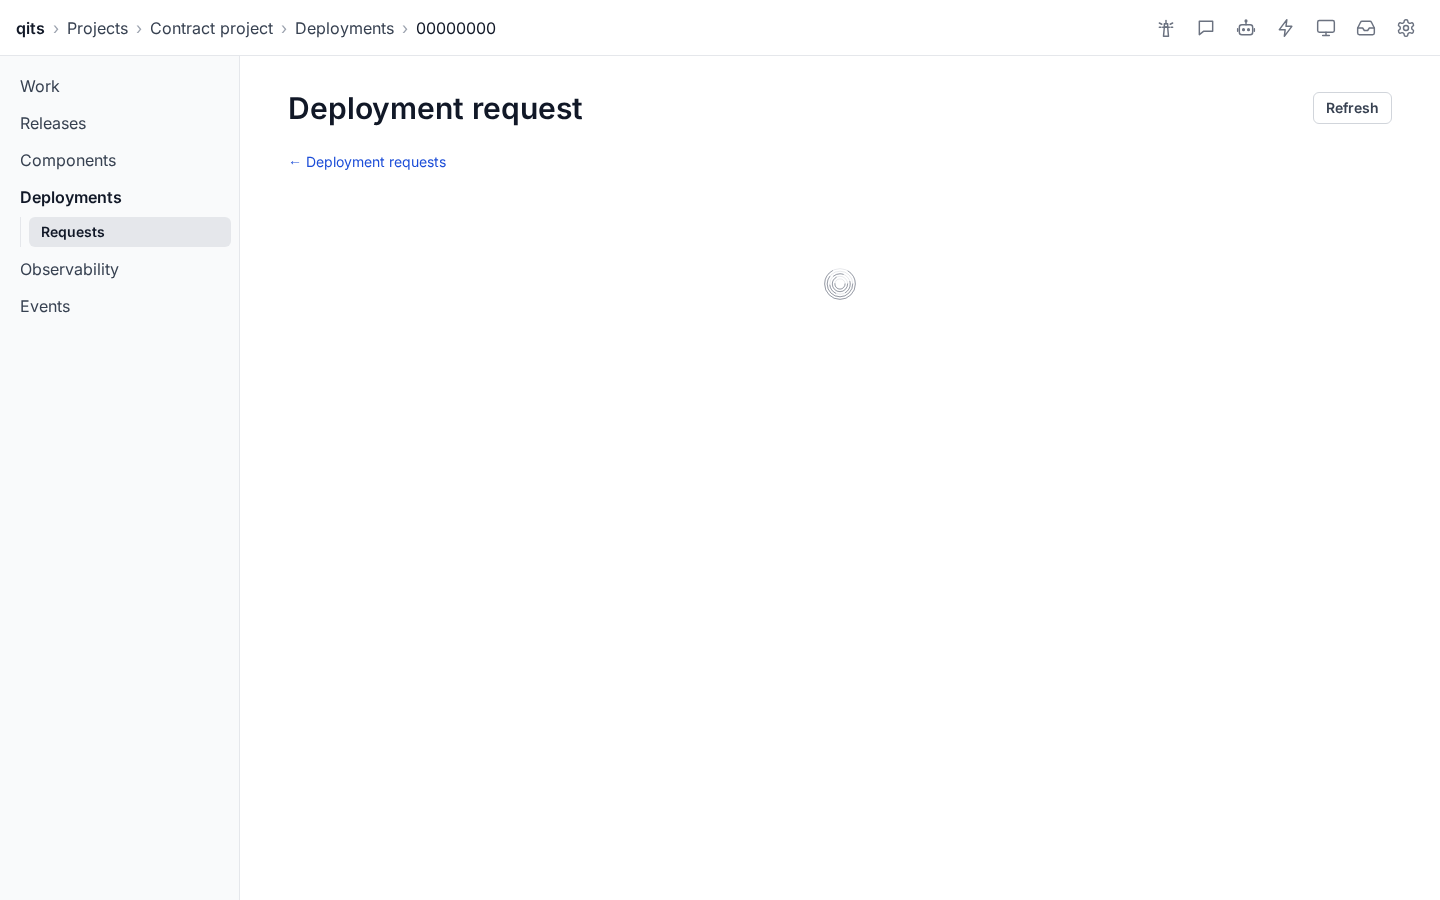 qits › Projects › Contract project › Deployments › 00000000
Work
Releases
Components
Deployments
Requests
Observability
Events
Deployment request
Refresh
← Deployment requests